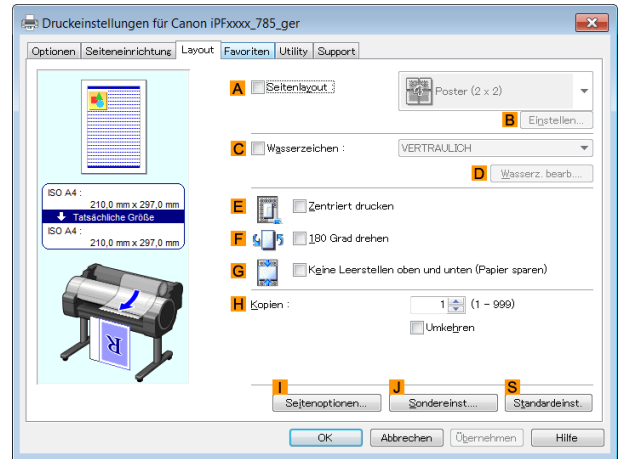 Druckeinstellungen für Canon iPFxxxx_785_ger
Optionen Seiteneinrichtung Layout Favoriten Utility Support
A Seitenlayout : Poster (2 x 2)
B Einstellen...
C Wasserzeichen : VERTRAULICH
D Wasserz. bearb....
ISO A4 :
210,0 mm x 297,0 mm
Tatsächliche Größe
ISO A4 :
210,0 mm x 297,0 mm
E Zentriert drucken
F 180 Grad drehen
G Keine Leerstellen oben und unten (Papier sparen)
H Kopien : 1 (1 - 999)
Umkehren
R
I J S
Seitenoptionen... Sondereinst.... Standardeinst.
OK Abbrechen Übernehmen Hilfe